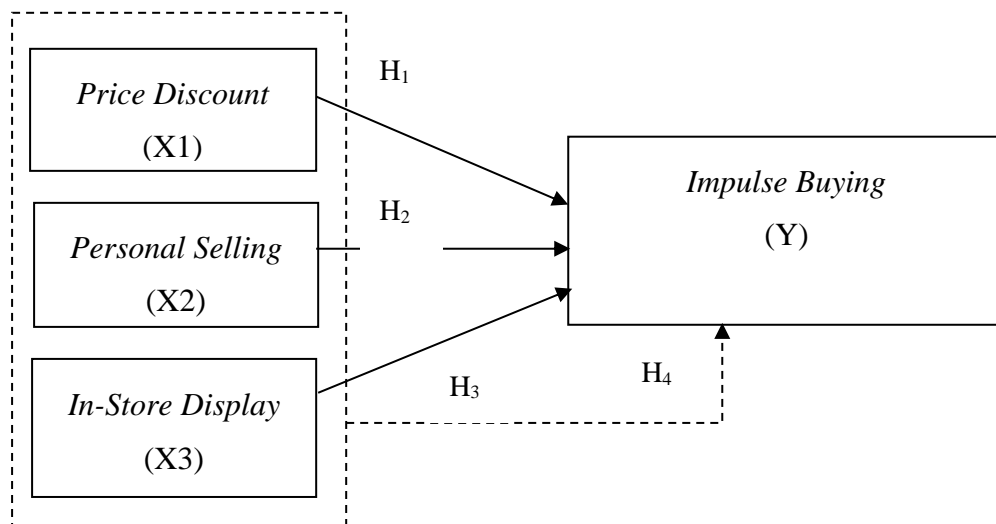 Price Discount
(X1)
H₁
Personal Selling
(X2)
H₂
In-Store Display
(X3)
H₃
H₄
Impulse Buying
(Y)